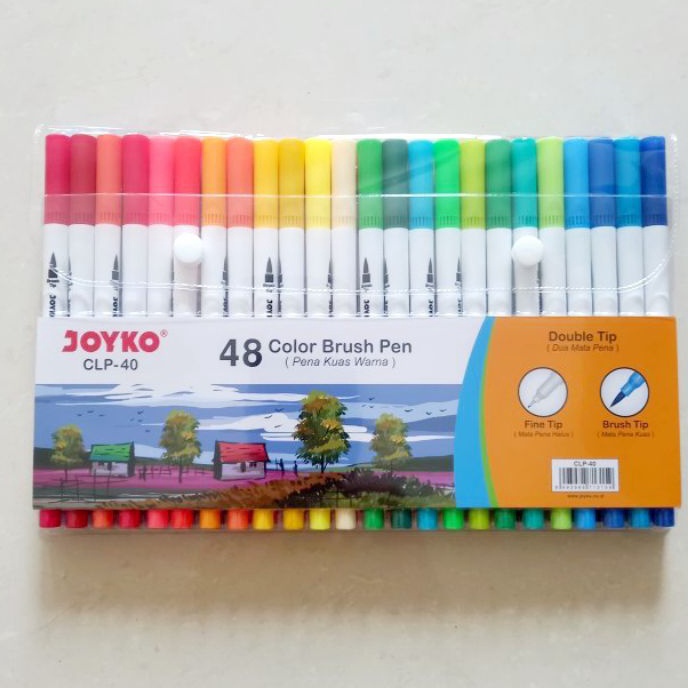 JOYKO®
CLP-40
48 Color Brush Pen
( Pena Kuas Warna )
Double Tip
( Dua Mata Pena )
Fine Tip
( Mata Pena Halus )
Brush Tip
( Mata Pena Kuas )
CLP-40
www.joyko.co.id